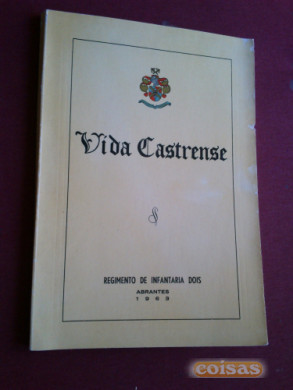 Vida Castrense
REGIMENTO DE INFANTARIA DOIS
ABRANTES
1963
coisas